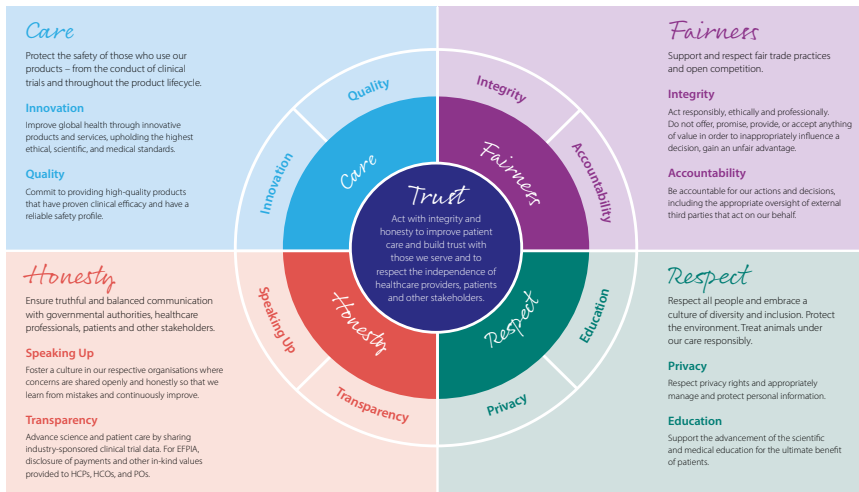 Care
Protect the safety of those who use our
products – from the conduct of clinical
trials and throughout the product lifecycle.
Innovation
Improve global health through innovative
products and services, upholding the highest
ethical, scientific, and medical standards.
Quality
Commit to providing high-quality products
that have proven clinical efficacy and have a
reliable safety profile.
Fairness
Support and respect fair trade practices
and open competition.
Integrity
Act responsibly, ethically and professionally.
Do not offer, promise, provide, or accept anything
of value in order to inappropriately influence a
decision, gain an unfair advantage.
Accountability
Be accountable for our actions and decisions,
including the appropriate oversight of external
third parties that act on our behalf.
Innovation
Quality
Integrity
Accountability
Care
Fairness
Trust
Act with integrity and
honesty to improve patient
care and build trust with
those we serve and to
respect the independence of
healthcare providers, patients
and other stakeholders.
Honesty
Respect
Speaking Up
Transparency
Privacy
Education
Honesty
Ensure truthful and balanced communication
with governmental authorities, healthcare
professionals, patients and other stakeholders.
Speaking Up
Foster a culture in our respective organisations where
concerns are shared openly and honestly so that we
learn from mistakes and continuously improve.
Transparency
Advance science and patient care by sharing
industry-sponsored clinical trial data. For EFPIA,
disclosure of payments and other in-kind values
provided to HCPs, HCOs, and POs.
Respect
Respect all people and embrace a
culture of diversity and inclusion. Protect
the environment. Treat animals under
our care responsibly.
Privacy
Respect privacy rights and appropriately
manage and protect personal information.
Education
Support the advancement of the scientific
and medical education for the ultimate benefit
of patients.